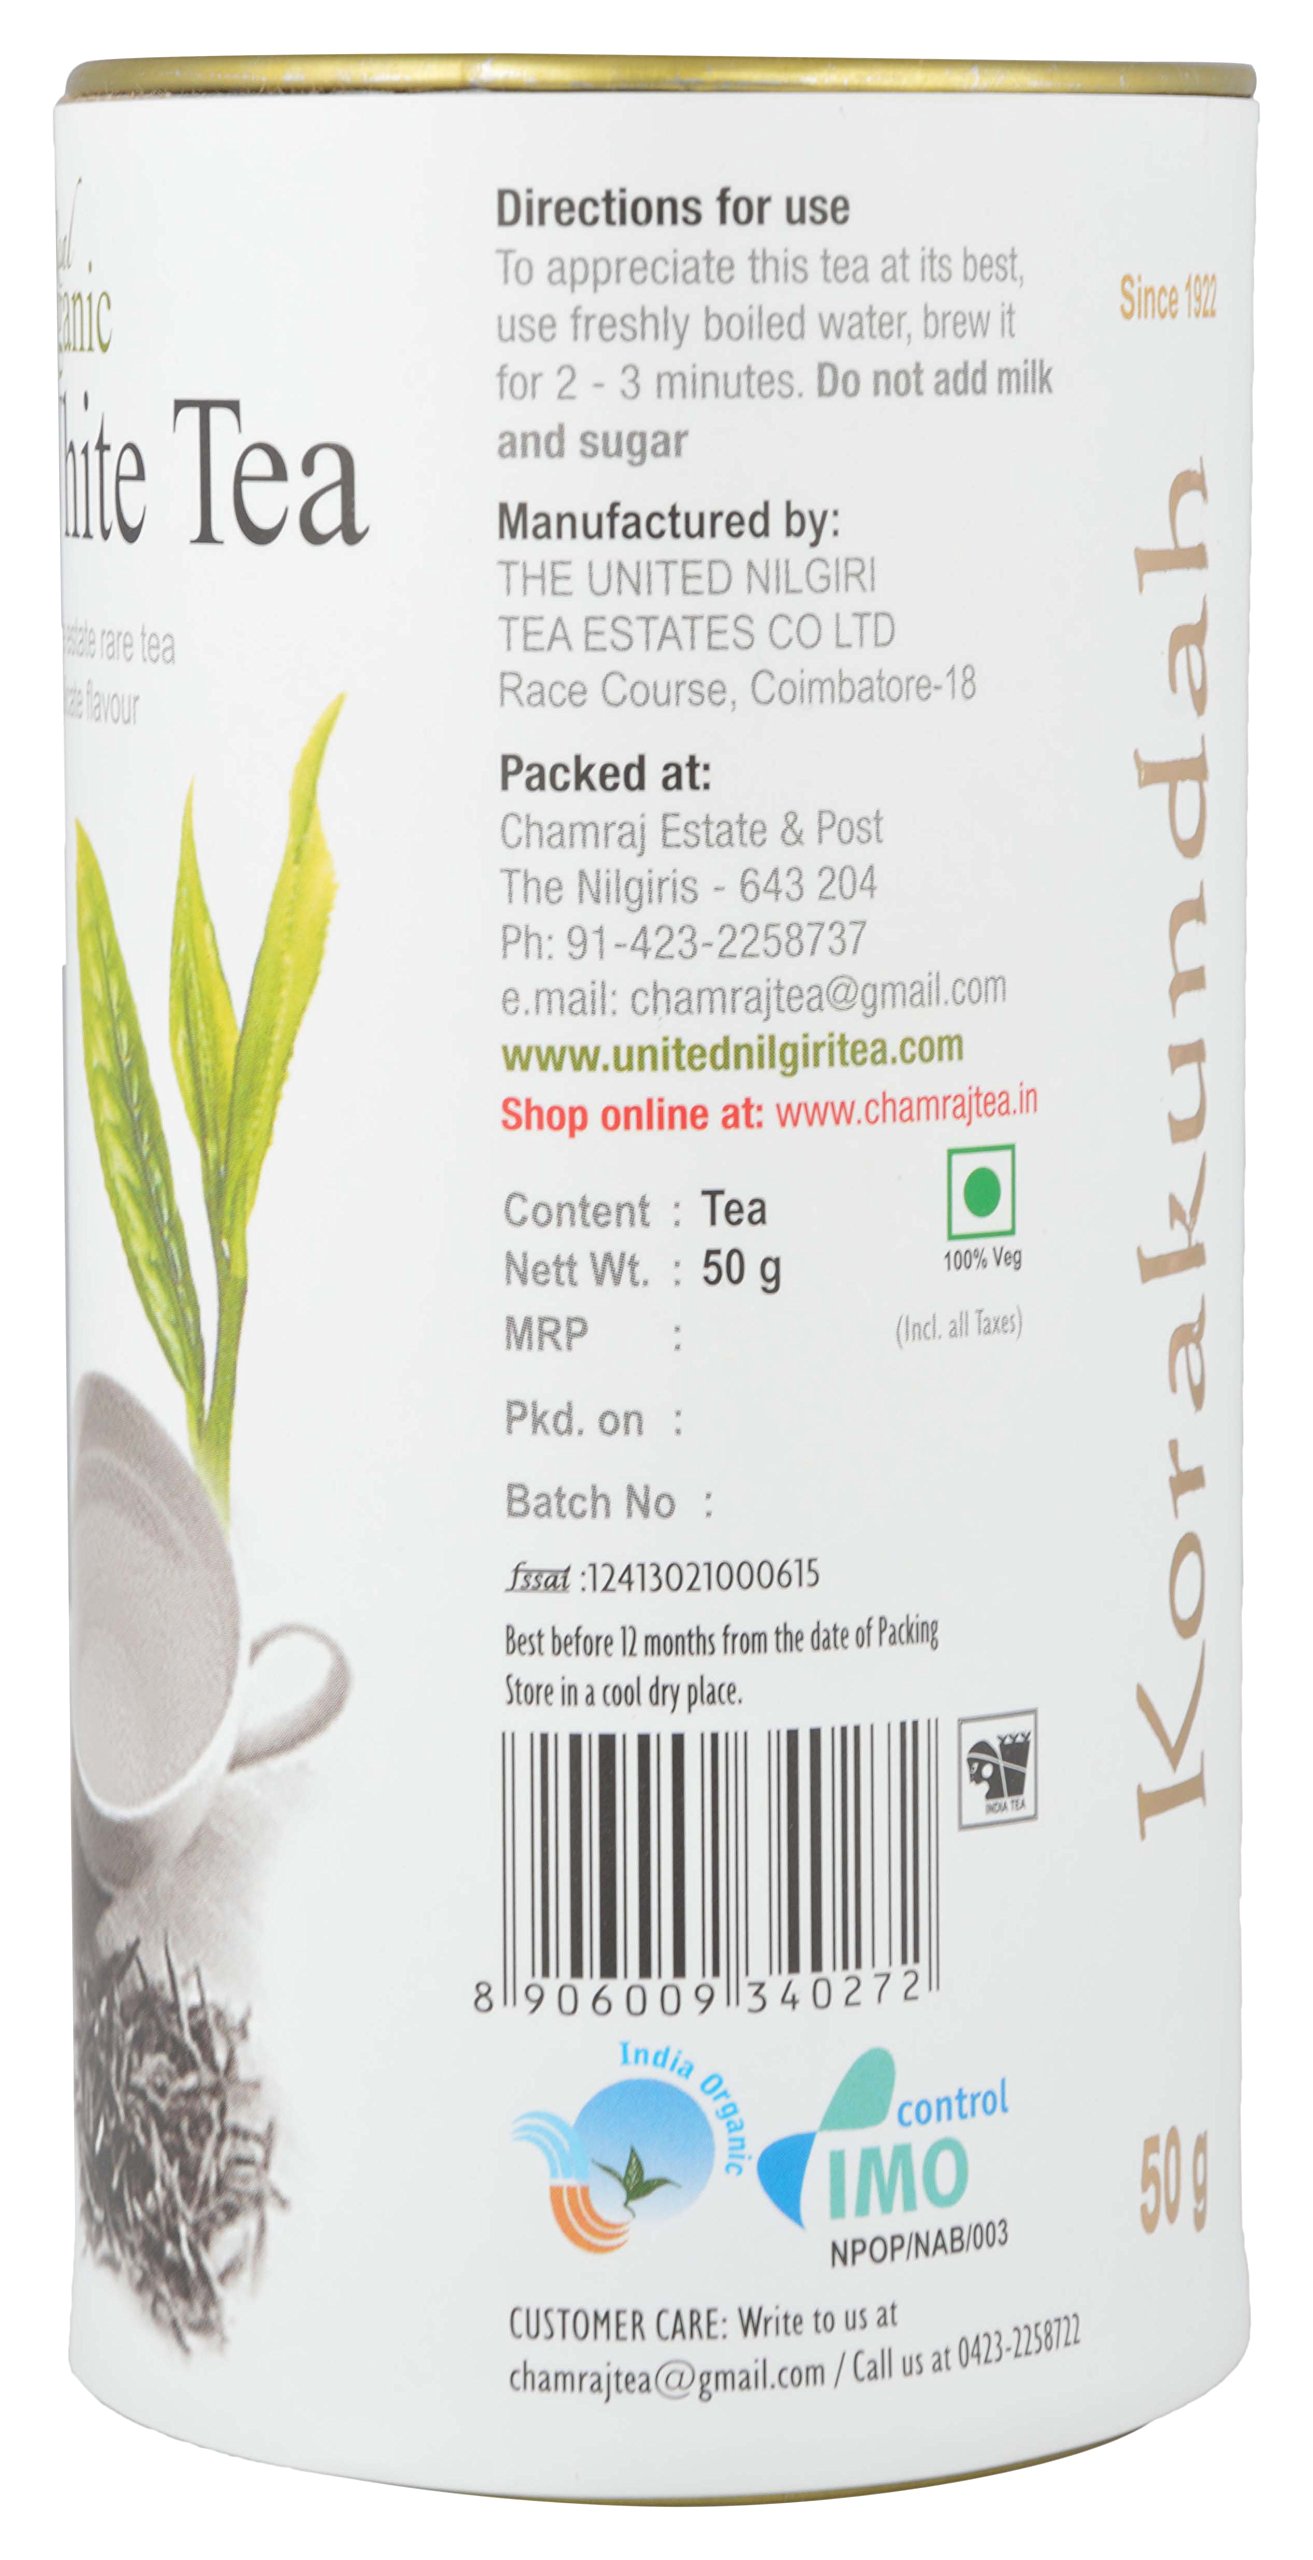 Tea
rare tea
flavour
Directions for use
To appreciate this tea at its best,
use freshly boiled water, brew it
for 2 - 3 minutes. Do not add milk
and sugar
Manufactured by:
THE UNITED NILGIRI
TEA ESTATES CO LTD
Race Course, Coimbatore-18
Packed at:
Chamraj Estate & Post
The Nilgiris - 643 204
Ph: 91-423-2258737
e.mail: chamrajtea@gmail.com
www.unitednilgiritea.com
Shop online at: www.chamrajtea.in
Content : Tea
Nett Wt. : 50 g
100% Veg
MRP : (Incl. all Taxes)
Pkd. on :
Batch No :
fssai :12413021000615
Best before 12 months from the date of Packing
Store in a cool dry place.
INDIA TEA
8 906009 340272
India Organic
control
IMO
NPOP/NAB/003
CUSTOMER CARE: Write to us at
chamrajtea@gmail.com / Call us at 0423-2258722
Since 1922
Korakundah
50 g